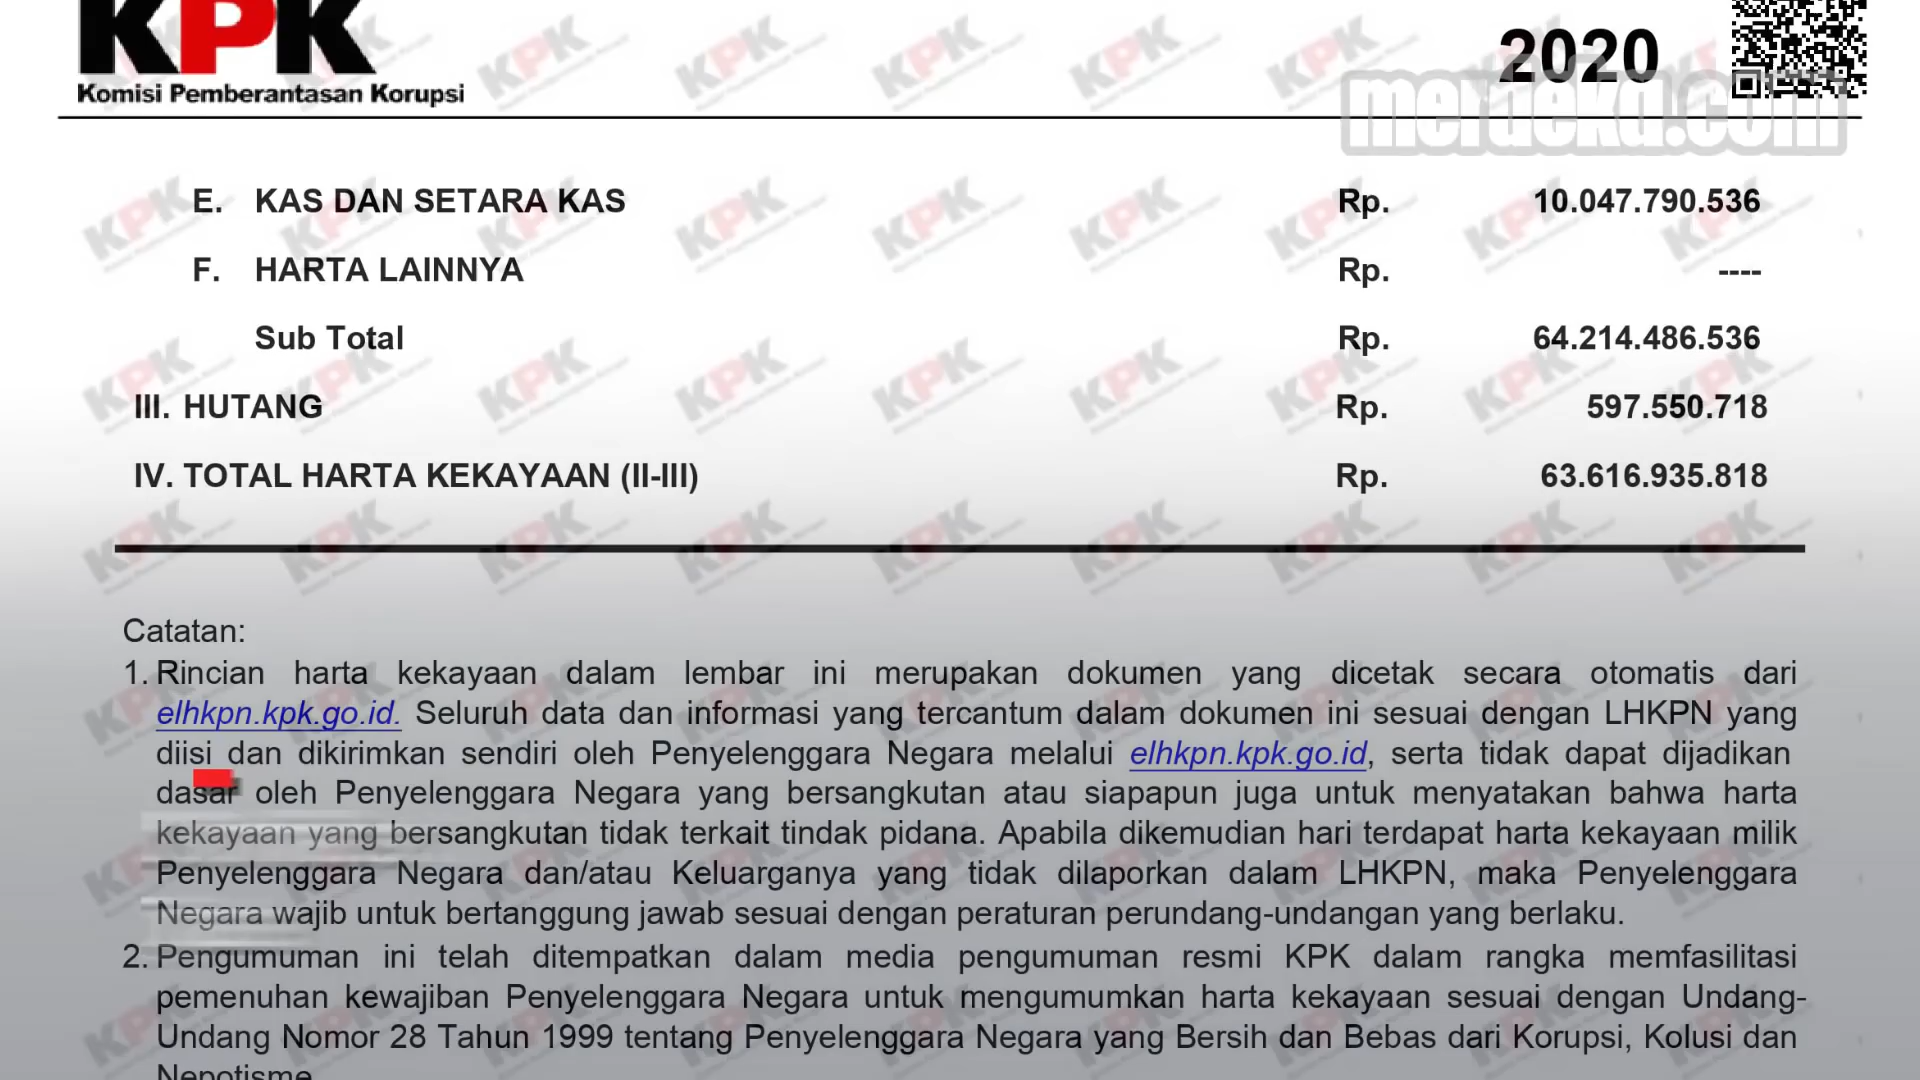 KPK
Komisi Pemberantasan Korupsi
2020
merdeka.com
E. KAS DAN SETARA KAS Rp. 10.047.790.536
F. HARTA LAINNYA Rp. ----
Sub Total Rp. 64.214.486.536
III. HUTANG Rp. 597.550.718
IV. TOTAL HARTA KEKAYAAN (II-III) Rp. 63.616.935.818
Catatan:
1. Rincian harta kekayaan dalam lembar ini merupakan dokumen yang dicetak secara otomatis dari
elhkpn.kpk.go.id. Seluruh data dan informasi yang tercantum dalam dokumen ini sesuai dengan LHKPN yang
diisi dan dikirimkan sendiri oleh Penyelenggara Negara melalui elhkpn.kpk.go.id, serta tidak dapat dijadikan
dasar oleh Penyelenggara Negara yang bersangkutan atau siapapun juga untuk menyatakan bahwa harta
kekayaan yang bersangkutan tidak terkait tindak pidana. Apabila dikemudian hari terdapat harta kekayaan milik
Penyelenggara Negara dan/atau Keluarganya yang tidak dilaporkan dalam LHKPN, maka Penyelenggara
Negara wajib untuk bertanggung jawab sesuai dengan peraturan perundang-undangan yang berlaku.
2. Pengumuman ini telah ditempatkan dalam media pengumuman resmi KPK dalam rangka memfasilitasi
pemenuhan kewajiban Penyelenggara Negara untuk mengumumkan harta kekayaan sesuai dengan Undang-
Undang Nomor 28 Tahun 1999 tentang Penyelenggara Negara yang Bersih dan Bebas dari Korupsi, Kolusi dan
Nepotisme.